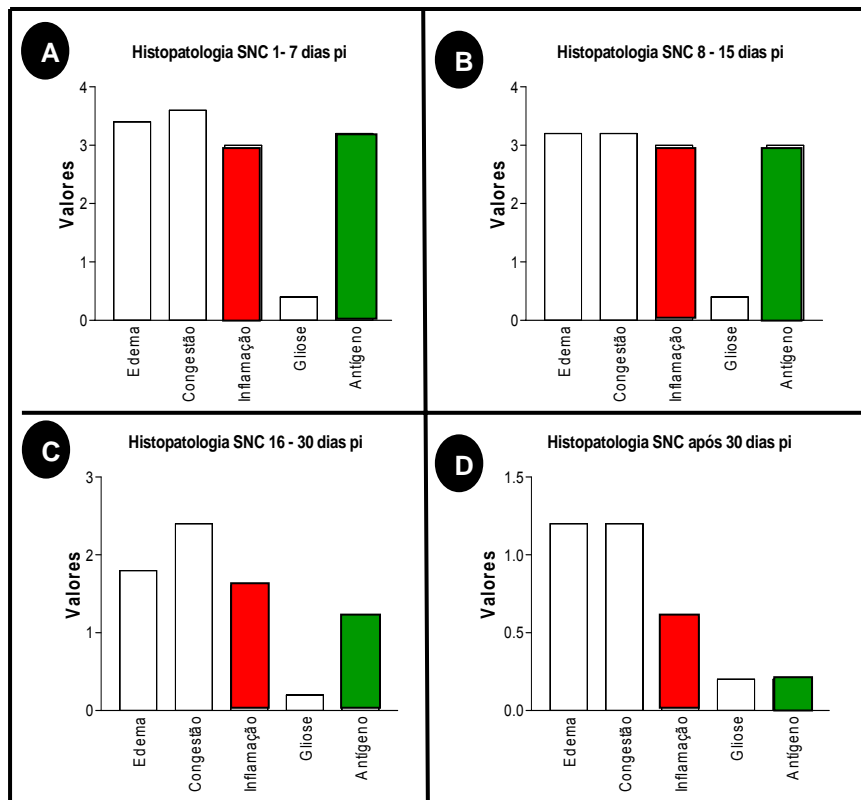 A
Histopatologia SNC 1- 7 dias pi
Valores
4
3
2
1
0
Edema
Congestão
Inflamação
Gliose
Antígeno
B
Histopatologia SNC 8 - 15 dias pi
Valores
4
3
2
1
0
Edema
Congestão
Inflamação
Gliose
Antígeno
C
Histopatologia SNC 16 - 30 dias pi
Valores
3
2
1
0
Edema
Congestão
Inflamação
Gliose
Antígeno
D
Histopatologia SNC após 30 dias pi
Valores
1.5
1.0
0.5
0.0
Edema
Congestão
Inflamação
Gliose
Antígeno